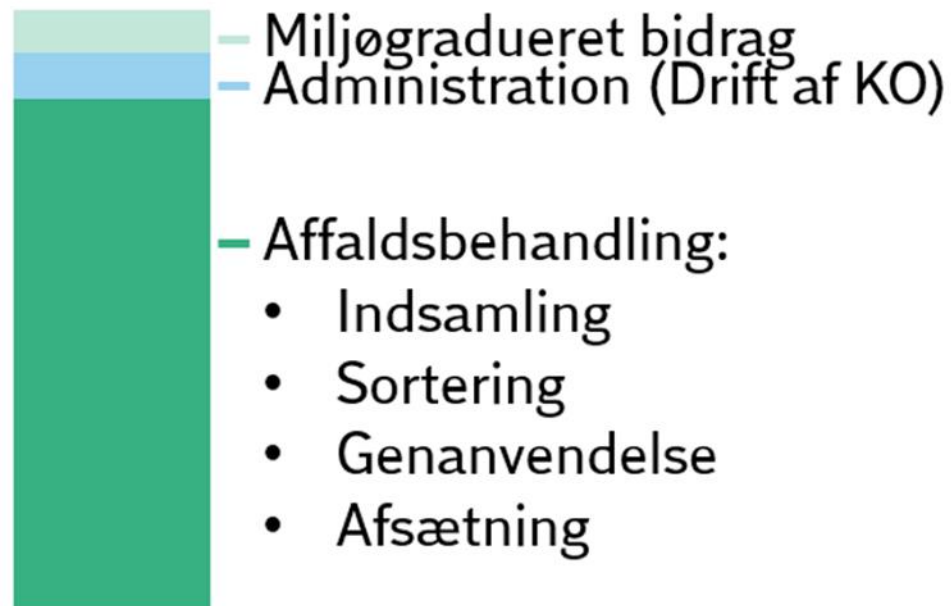 Miljøgradueret bidrag
Administration (Drift af KO)
Affaldsbehandling:
• Indsamling
• Sortering
• Genanvendelse
• Afsætning